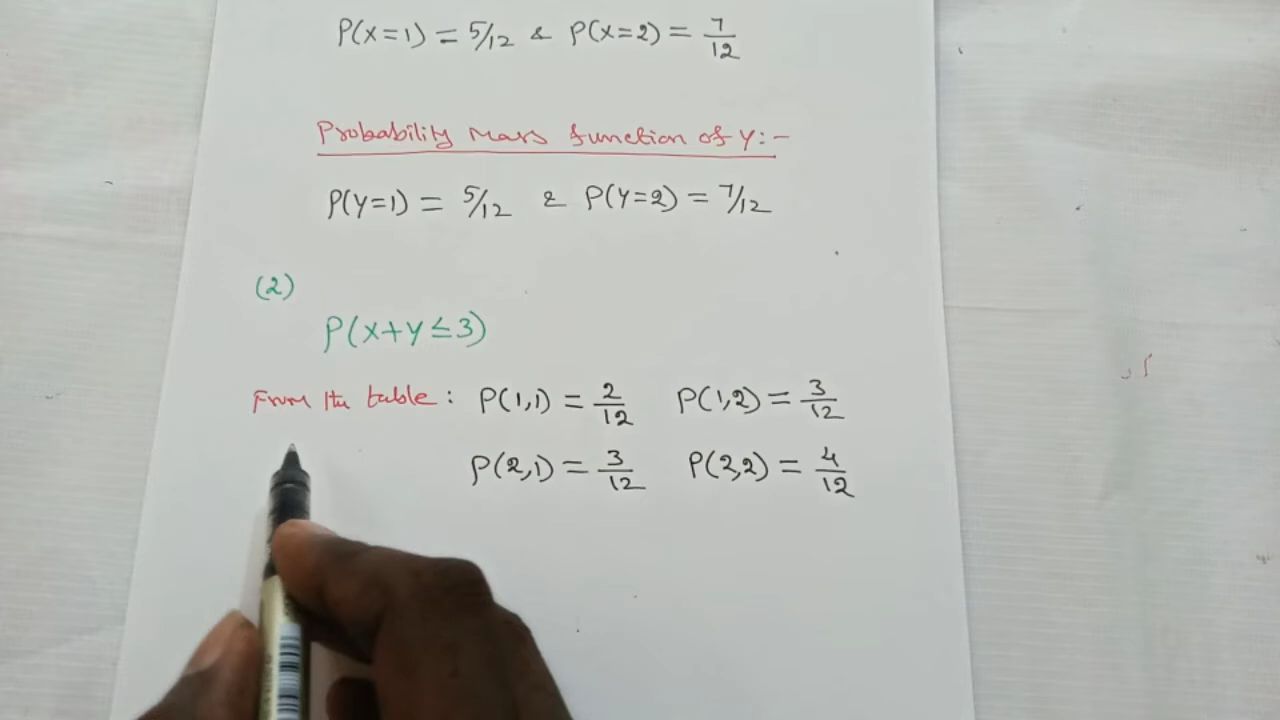 P(X=1) = 5/12 & P(X=2) = 7/12
Probability Mass function of Y:-
P(Y=1) = 5/12 & P(Y=2) = 7/12
(2)
P(X+Y≤3)
From the table: P(1,1) = 2/12 P(1,2) = 3/12
P(2,1) = 3/12 P(2,2) = 4/12